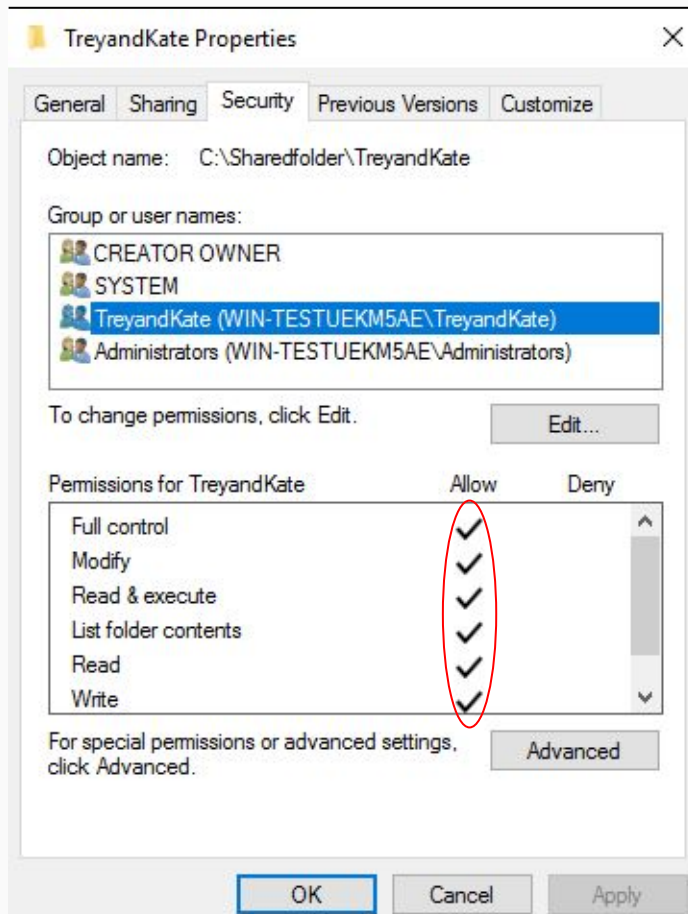 TreyandKate Properties
General Sharing Security Previous Versions Customize
Object name: C:\Sharedfolder\TreyandKate
Group or user names:
CREATOR OWNER
SYSTEM
TreyandKate (WIN-TESTUEKM5AE\TreyandKate)
Administrators (WIN-TESTUEKM5AE\Administrators)
To change permissions, click Edit.
Edit...
Permissions for TreyandKate Allow Deny
Full control
Modify
Read & execute
List folder contents
Read
Write
For special permissions or advanced settings,
click Advanced.
Advanced
OK Cancel Apply